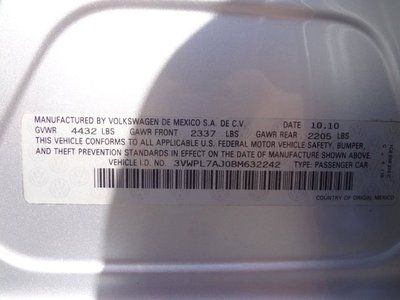 MANUFACTURED BY VOLKSWAGEN DE MEXICO S.A. DE C.V. DATE 10.10
GVWR 4432 LBS GAWR FRONT 2337 LBS GAWR REAR 2205 LBS
THIS VEHICLE CONFORMS TO ALL APPLICABLE U.S. FEDERAL MOTOR VEHICLE SAFETY, BUMPER,
AND THEFT PREVENTION STANDARDS IN EFFECT ON THE DATE OF MANUFACTURE SHOWN ABOVE.
VEHICLE I.D. NO.: 3VWPL7AJ0BM632242 TYPE: PASSENGER CAR
COUNTRY OF ORIGIN: MEXICO